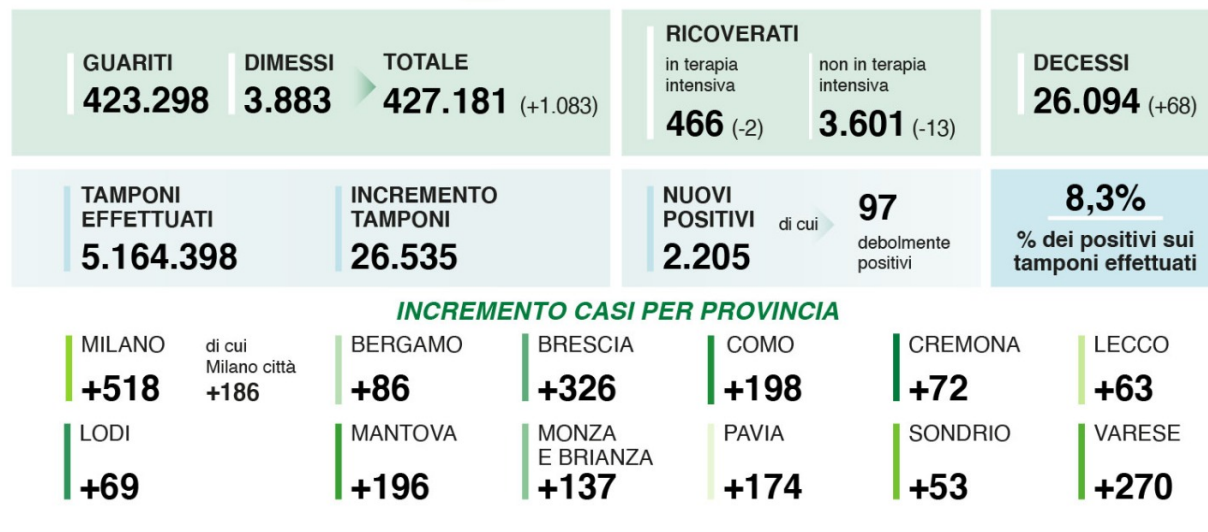 GUARITI
423.298
DIMESSI
3.883
TOTALE
427.181 (+1.083)
RICOVERATI
in terapia
intensiva
466 (-2)
non in terapia
intensiva
3.601 (-13)
DECESSI
26.094 (+68)
TAMPONI
EFFETTUATI
5.164.398
INCREMENTO
TAMPONI
26.535
NUOVI
POSITIVI
2.205
di cui
97
debolmente
positivi
8,3%
% dei positivi sui
tamponi effettuati
INCREMENTO CASI PER PROVINCIA
MILANO
+518
di cui
Milano città
+186
BERGAMO
+86
BRESCIA
+326
COMO
+198
CREMONA
+72
LECCO
+63
LODI
+69
MANTOVA
+196
MONZA
E BRIANZA
+137
PAVIA
+174
SONDRIO
+53
VARESE
+270